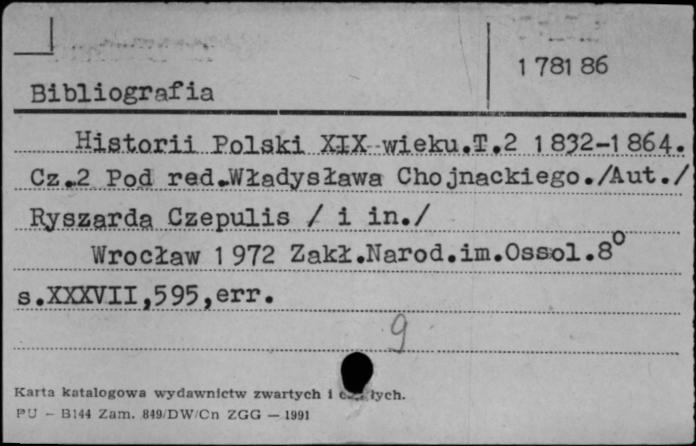 1 781 86
Bibliografia
Historii Polski XIX wieku.T.2 1832-1864.
Cz.2 Pod red.Władysława Chojnackiego./Aut./
Ryszarda Czepulis / i in./
Wrocław 1972 Zakł.Narod.im.Ossol.8°
s.XXXVII,595,err.
9
Karta katalogowa wydawnictw zwartych i
PU - B144 Zam. 849/DW/Cn ZGG — 1991